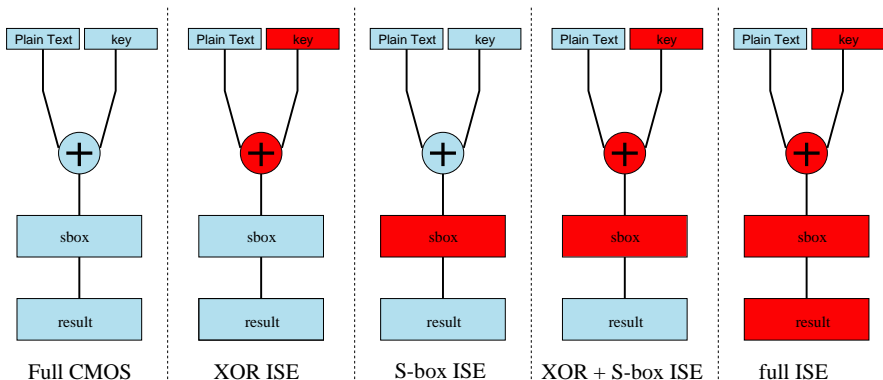 Plain Text key Plain Text key Plain Text key Plain Text key Plain Text key
+ + + + +
sbox sbox sbox sbox sbox
result result result result result
Full CMOS XOR ISE S-box ISE XOR + S-box ISE full ISE